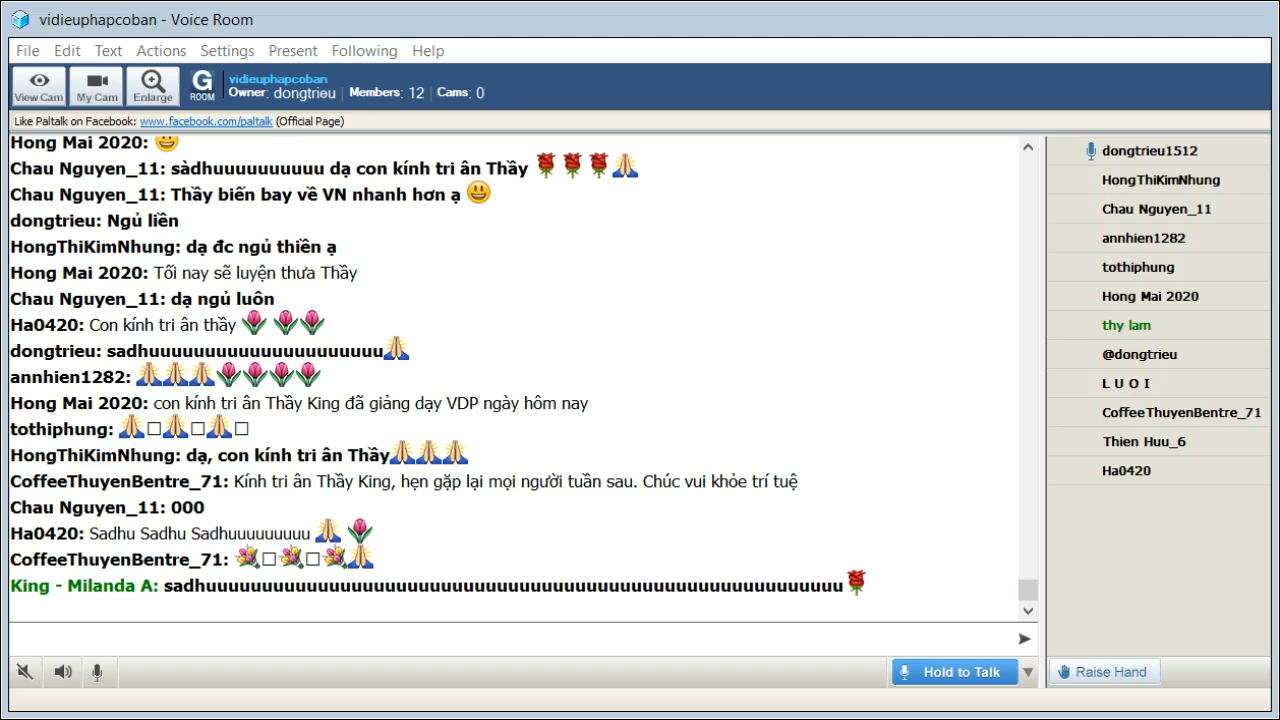 vidieuphapcoban - Voice Room
File Edit Text Actions Settings Present Following Help
View Cam My Cam Enlarge G ROOM
vidieuphapcoban
Owner: dongtrieu | Members: 12 | Cams: 0
Like Paltalk on Facebook: www.facebook.com/paltalk (Official Page)
Hong Mai 2020: 😀
Chau Nguyen_11: sàdhuuuuuuuuuu dạ con kính tri ân Thầy 🌹🌹🌹🙏
Chau Nguyen_11: Thầy biến bay về VN nhanh hơn ạ 😃
dongtrieu: Ngủ liền
HongThiKimNhung: dạ đc ngủ thiền ạ
Hong Mai 2020: Tối nay sẽ luyện thưa Thầy
Chau Nguyen_11: dạ ngủ luôn
Ha0420: Con kính tri ân thầy 🌷 🌷🌷
dongtrieu: sadhuuuuuuuuuuuuuuuuuuuuu🙏
annhien1282: 🙏🙏🙏🌷🌷🌷🌷
Hong Mai 2020: con kính tri ân Thầy King đã giảng dạy VDP ngày hôm nay
tothiphung: 🙏□🙏□🙏□
HongThiKimNhung: dạ, con kính tri ân Thầy🙏🙏🙏
CoffeeThuyenBentre_71: Kính tri ân Thầy King, hẹn gặp lại mọi người tuần sau. Chúc vui khỏe trí tuệ
Chau Nguyen_11: 000
Ha0420: Sadhu Sadhu Sadhuuuuuuuuu 🙏 🌷
CoffeeThuyenBentre_71: 💐□💐□💐🙏
King - Milanda A: sadhuuuuuuuuuuuuuuuuuuuuuuuuuuuuuuuuuuuuuuuuuuuuuuuuuuuuuuuuu🌹
dongtrieu1512
HongThiKimNhung
Chau Nguyen_11
annhien1282
tothiphung
Hong Mai 2020
thy lam
@dongtrieu
L U O I
CoffeeThuyenBentre_71
Thien Huu_6
Ha0420
Hold to Talk
Raise Hand